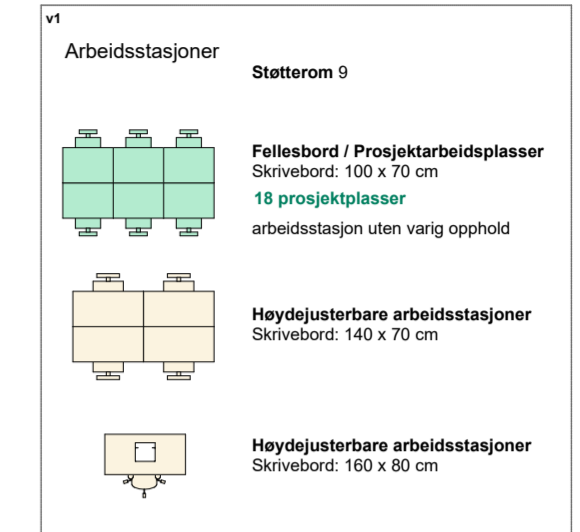 v1
Arbeidsstasjoner
Støtterom 9
Fellesbord / Prosjektarbeidsplasser
Skrivebord: 100 x 70 cm
18 prosjektplasser
arbeidsstasjon uten varig opphold
Høydejusterbare arbeidsstasjoner
Skrivebord: 140 x 70 cm
Høydejusterbare arbeidsstasjoner
Skrivebord: 160 x 80 cm